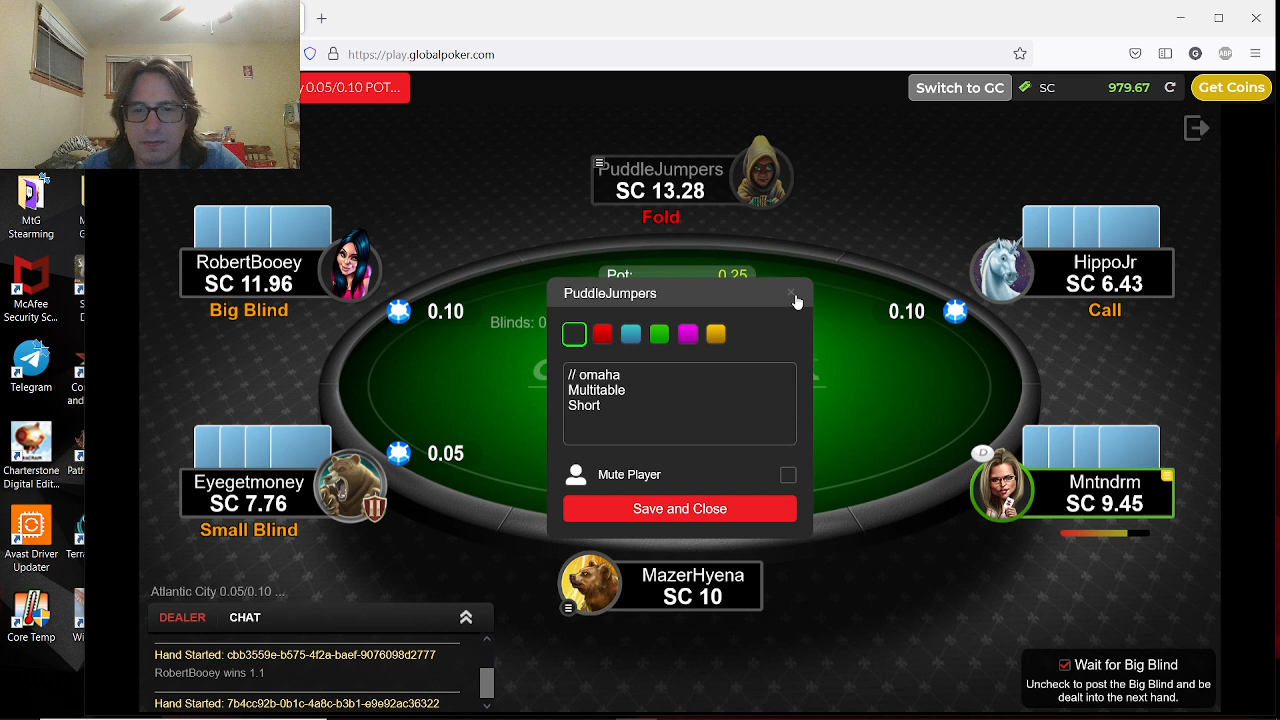 https://play.globalpoker.com
0.05/0.10 POT...
Switch to GC
SC
979.67
Get Coins
PuddleJumpers
SC 13.28
Fold
RobertBooey
SC 11.96
Big Blind
HippoJr
SC 6.43
Call
Pot:
0.25
0.10
0.10
Blinds: 0
PuddleJumpers
// omaha
Multitable
Short
Mute Player
Save and Close
Eyegetmoney
SC 7.76
Small Blind
0.05
D
Mntndrm
SC 9.45
MazerHyena
SC 10
Atlantic City 0.05/0.10 ...
DEALER
CHAT
Hand Started: cbb3559e-b575-4f2a-baef-9076098d2777
RobertBooey wins 1.1
Hand Started: 7b4cc92b-0b1c-4a8c-b3b1-e9e923c36322
Wait for Big Blind
Uncheck to post the Big Blind and be
dealt into the next hand.
MtG
Stearming
McAfee
Security Sc...
Telegram
Charterstone
Digital Edit...
Avast Driver
Updater
Core Temp
ABP
G